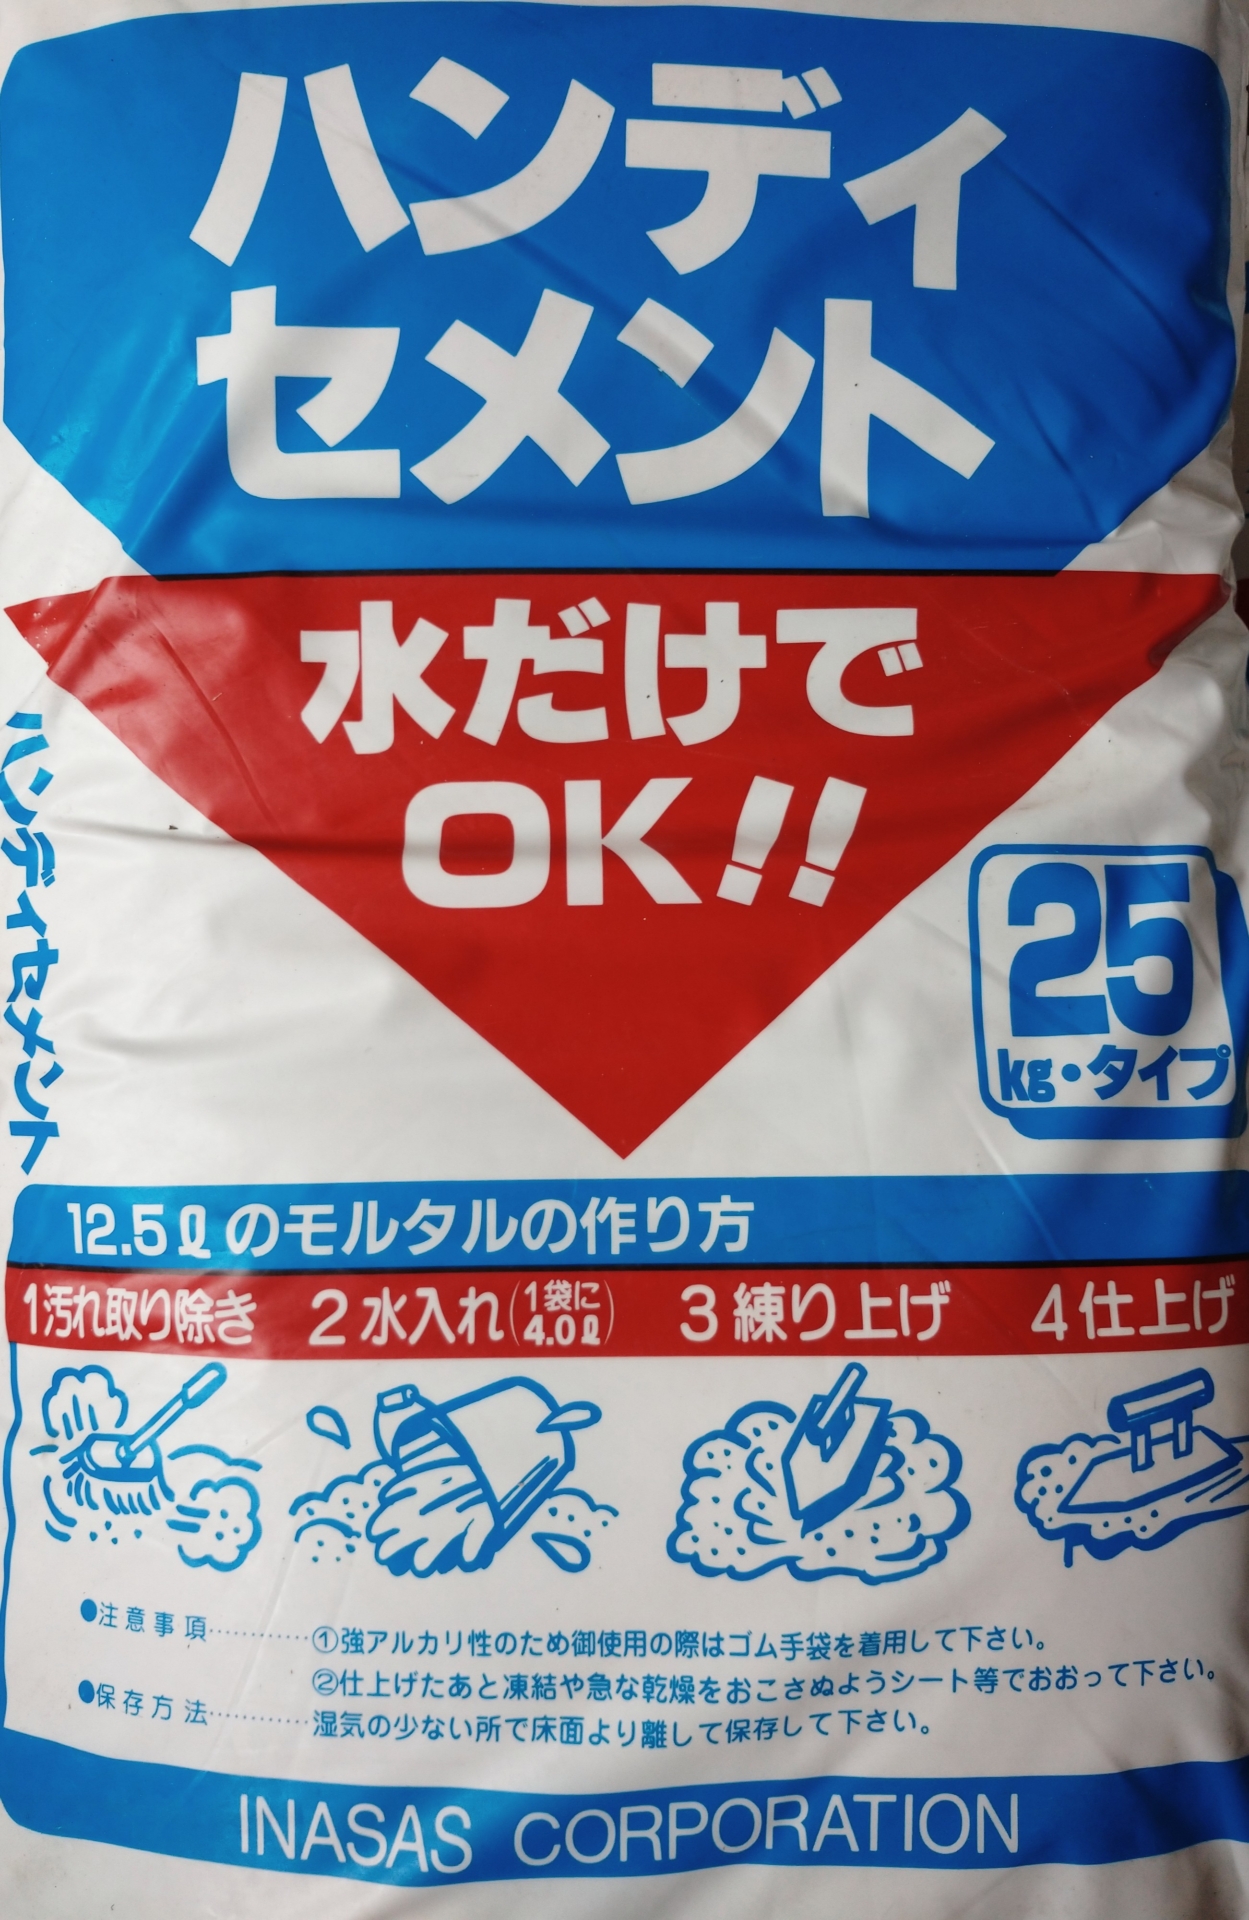 ハンディ
セメント
水だけで
OK!!
25
kg・タイプ
ハンディセメント
12.5ℓのモルタルの作り方
1汚れ取り除き 2水入れ(1袋に4.0ℓ) 3練り上げ 4仕上げ
●注意事項…………①強アルカリ性のため御使用の際はゴム手袋を着用して下さい。
②仕上げたあと凍結や急な乾燥をおこさぬようシート等でおおって下さい。
●保存方法…………湿気の少ない所で床面より離して保存して下さい。
INASAS CORPORATION